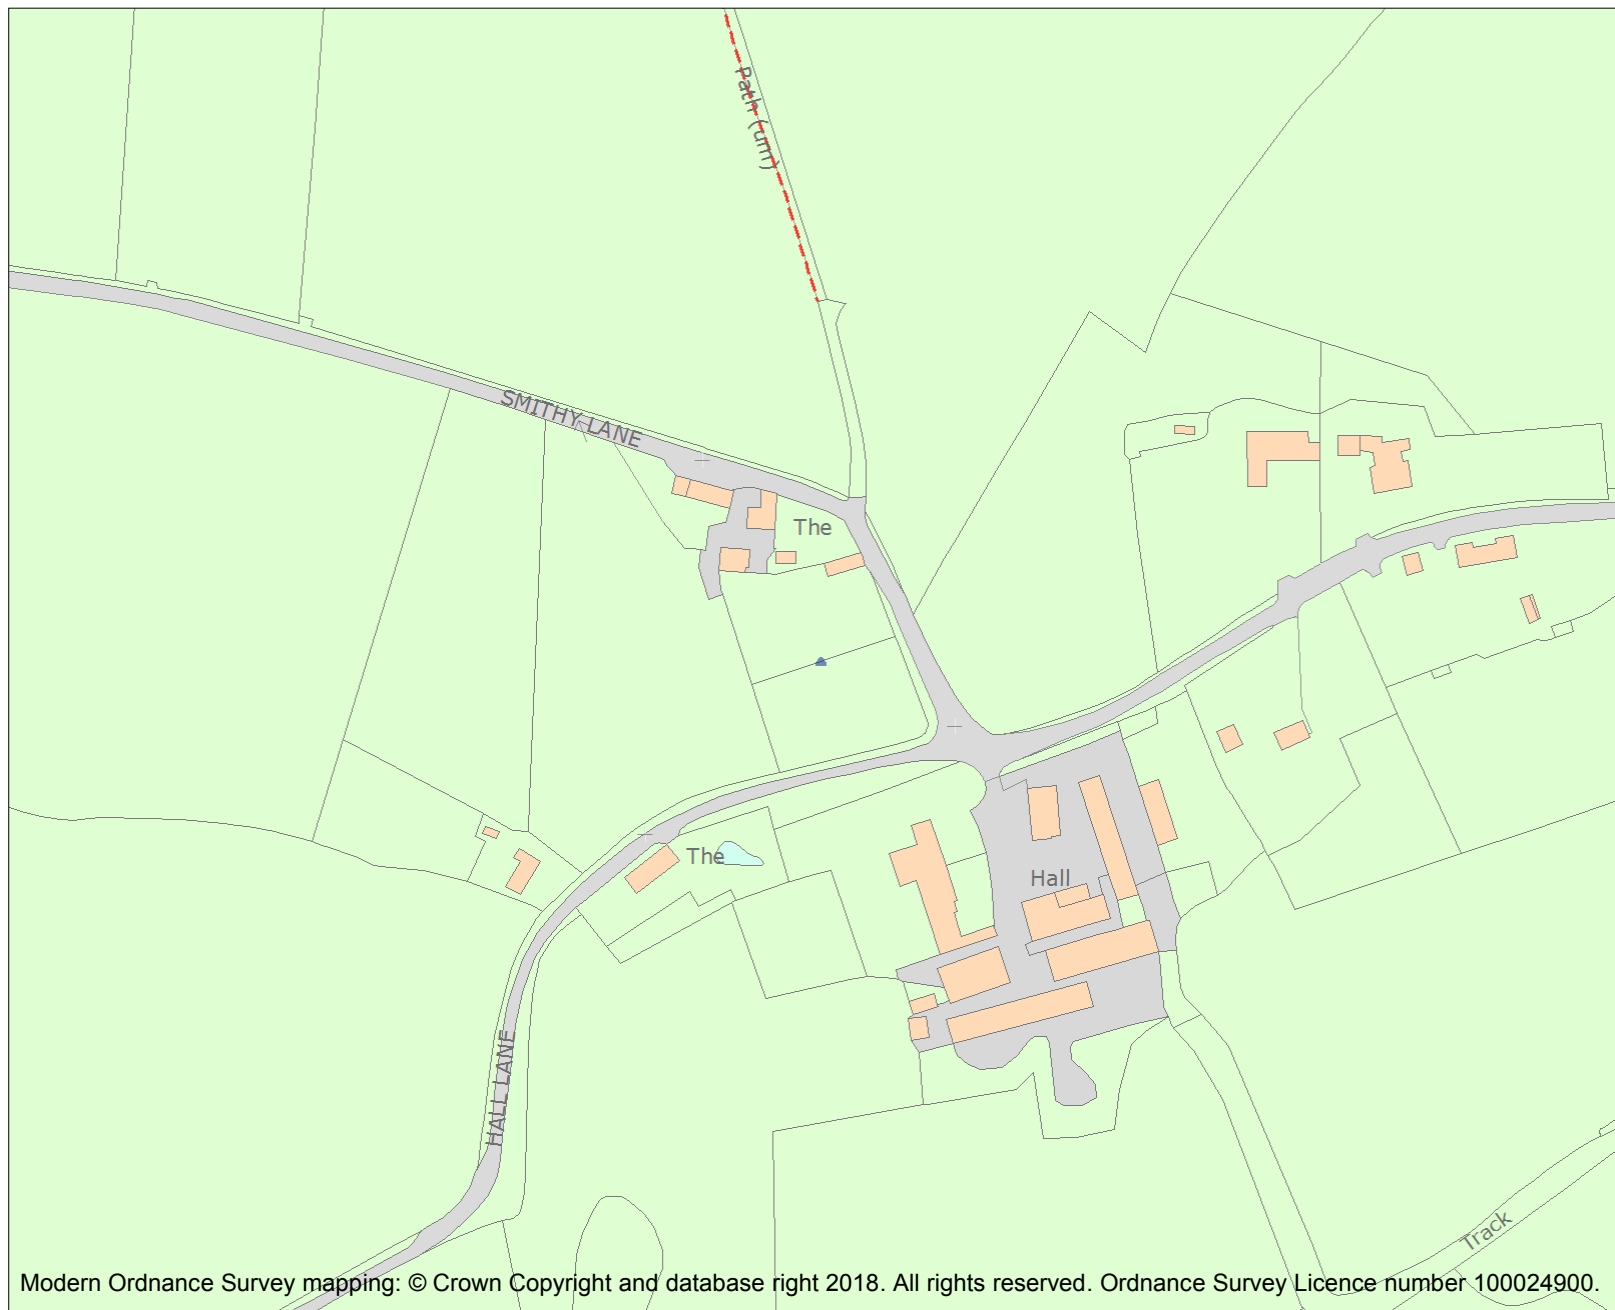 Path (um)
SMITHY LANE
The
The
Hall
HALL LANE
Track
Modern Ordnance Survey mapping: © Crown Copyright and database right 2018. All rights reserved. Ordnance Survey Licence number 100024900.